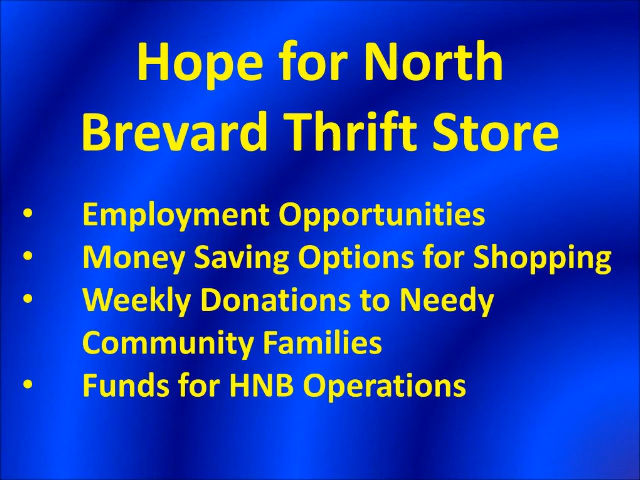 Hope for North
Brevard Thrift Store
• Employment Opportunities
• Money Saving Options for Shopping
• Weekly Donations to Needy
Community Families
• Funds for HNB Operations